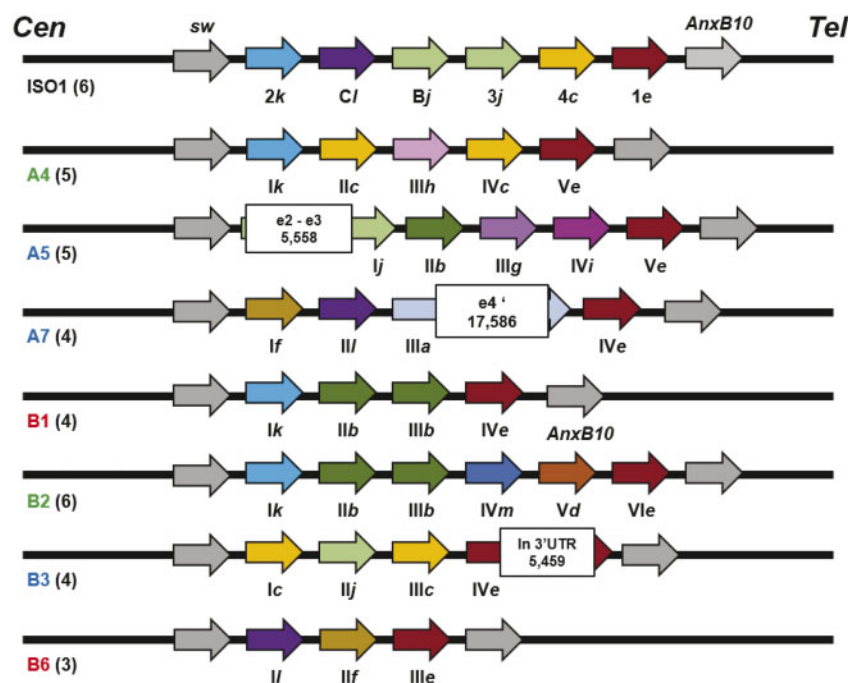 Cen sw AnxB10 Tel
ISO1 (6)
2k Cl Bj 3j 4c 1e
A4 (5)
Ik IIc IIIh IVc Ve
e2 - e3
5,558
A5 (5)
Ij IIb IIIg IVi Ve
e4 ‘
17,586
A7 (4)
If IIl IIIa IVe
B1 (4)
Ik IIb IIIb IVe AnxB10
B2 (6)
Ik IIb IIIb IVm Vd VIe
In 3'UTR
5,459
B3 (4)
Ic IIj IIIc IVe
B6 (3)
Il IIf IIIe